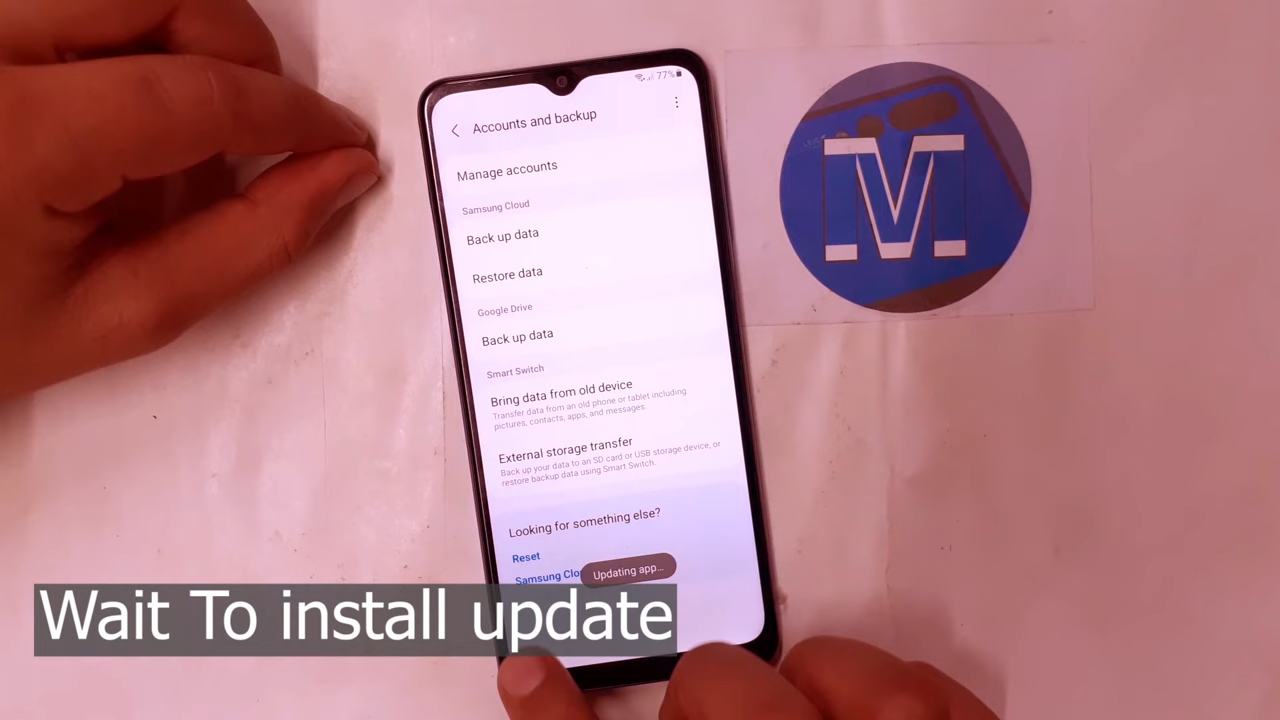 77%
Accounts and backup
Manage accounts
Samsung Cloud
Back up data
Restore data
Google Drive
Back up data
Smart Switch
Bring data from old device
Transfer data from an old phone or tablet including
pictures, contacts, apps, and messages.
External storage transfer
Back up your data to an SD card or USB storage device, or
restore backup data using Smart Switch.
Looking for something else?
Reset
Samsung Clo
Updating app...
Wait To install update
M